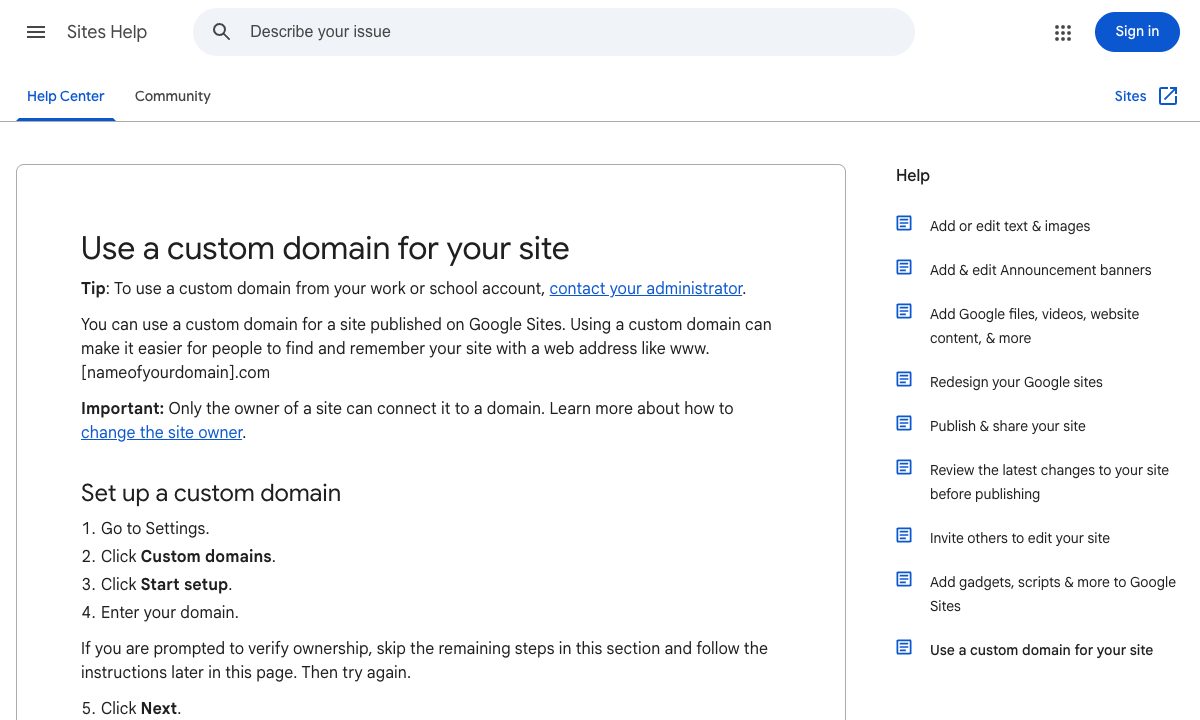 Sites Help
Describe your issue
Sign in
Help Center
Community
Sites
Use a custom domain for your site
Tip: To use a custom domain from your work or school account, contact your administrator.
You can use a custom domain for a site published on Google Sites. Using a custom domain can
make it easier for people to find and remember your site with a web address like www.
[nameofyourdomain].com
Important: Only the owner of a site can connect it to a domain. Learn more about how to
change the site owner.
Set up a custom domain
1. Go to Settings.
2. Click Custom domains.
3. Click Start setup.
4. Enter your domain.
If you are prompted to verify ownership, skip the remaining steps in this section and follow the
instructions later in this page. Then try again.
5. Click Next.
Help
Add or edit text & images
Add & edit Announcement banners
Add Google files, videos, website
content, & more
Redesign your Google sites
Publish & share your site
Review the latest changes to your site
before publishing
Invite others to edit your site
Add gadgets, scripts & more to Google
Sites
Use a custom domain for your site